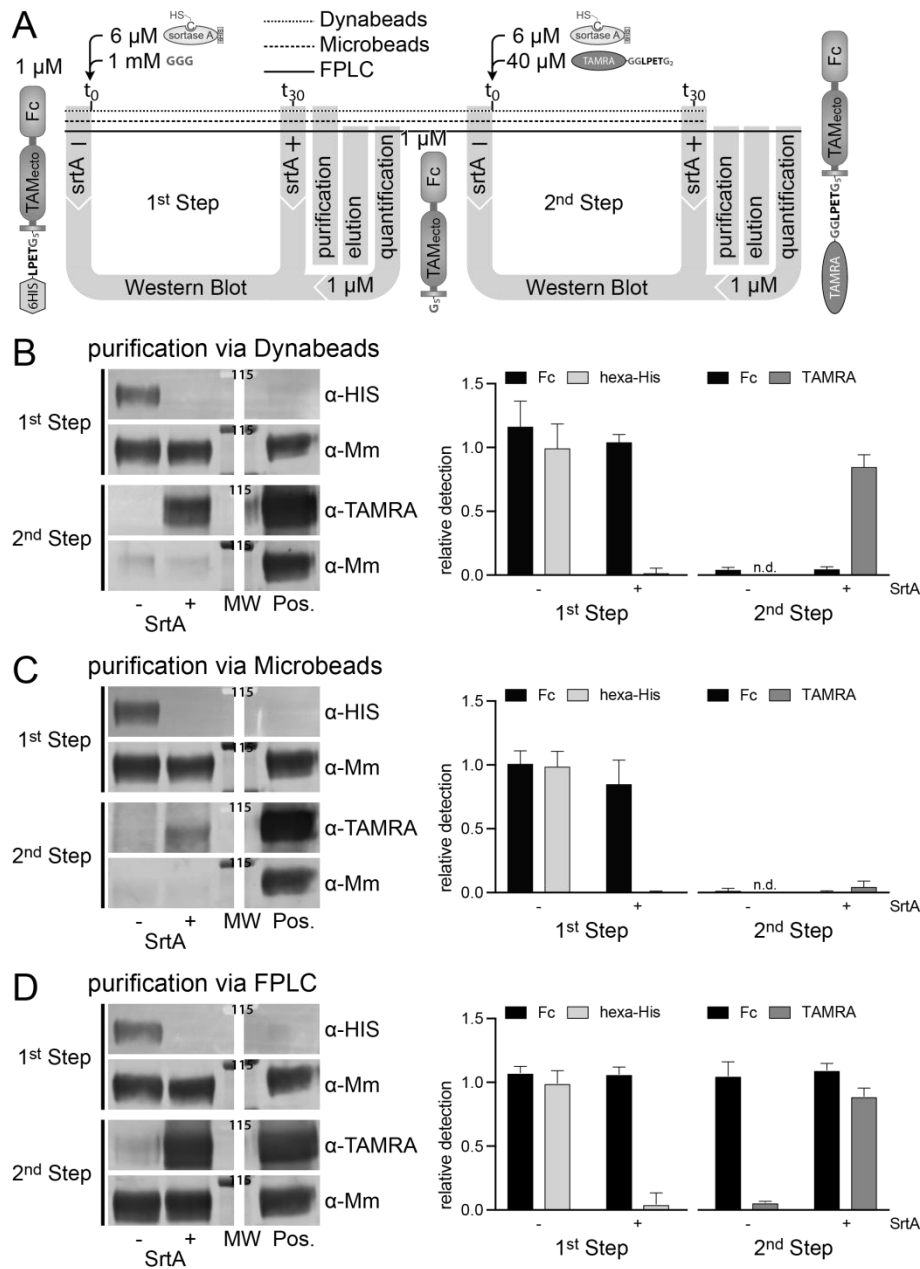 A
HS
C
sortase A
6HIS
6 µM
1 mM GGG
Dynabeads
Microbeads
FPLC
HS
C
sortase A
6HIS
6 µM
40 µM TAMRA -GGLPETG2
1 µM
t0
t30
t0
t30
Fc
TAMecto
LPETG5
6HIS
srtA –
1st Step
srtA +
purification
elution
quantification
Western Blot
1 µM
1 µM
Fc
TAMecto
G5
srtA –
2nd Step
srtA +
purification
elution
quantification
Western Blot
1 µM
Fc
TAMecto
GGLPETG5
TAMRA
B
purification via Dynabeads
1st Step
115
α-HIS
115
α-Mm
2nd Step
115
α-TAMRA
115
α-Mm
- + MW Pos.
SrtA
Fc hexa-His Fc TAMRA
relative detection
1.5
1.0
0.5
0.0
n.d.
- + - + SrtA
1st Step 2nd Step
C
purification via Microbeads
1st Step
115
α-HIS
115
α-Mm
2nd Step
115
α-TAMRA
115
α-Mm
- + MW Pos.
SrtA
Fc hexa-His Fc TAMRA
relative detection
1.5
1.0
0.5
0.0
n.d.
- + - + SrtA
1st Step 2nd Step
D
purification via FPLC
1st Step
115
α-HIS
115
α-Mm
2nd Step
115
α-TAMRA
115
α-Mm
- + MW Pos.
SrtA
Fc hexa-His Fc TAMRA
relative detection
1.5
1.0
0.5
0.0
- + - + SrtA
1st Step 2nd Step